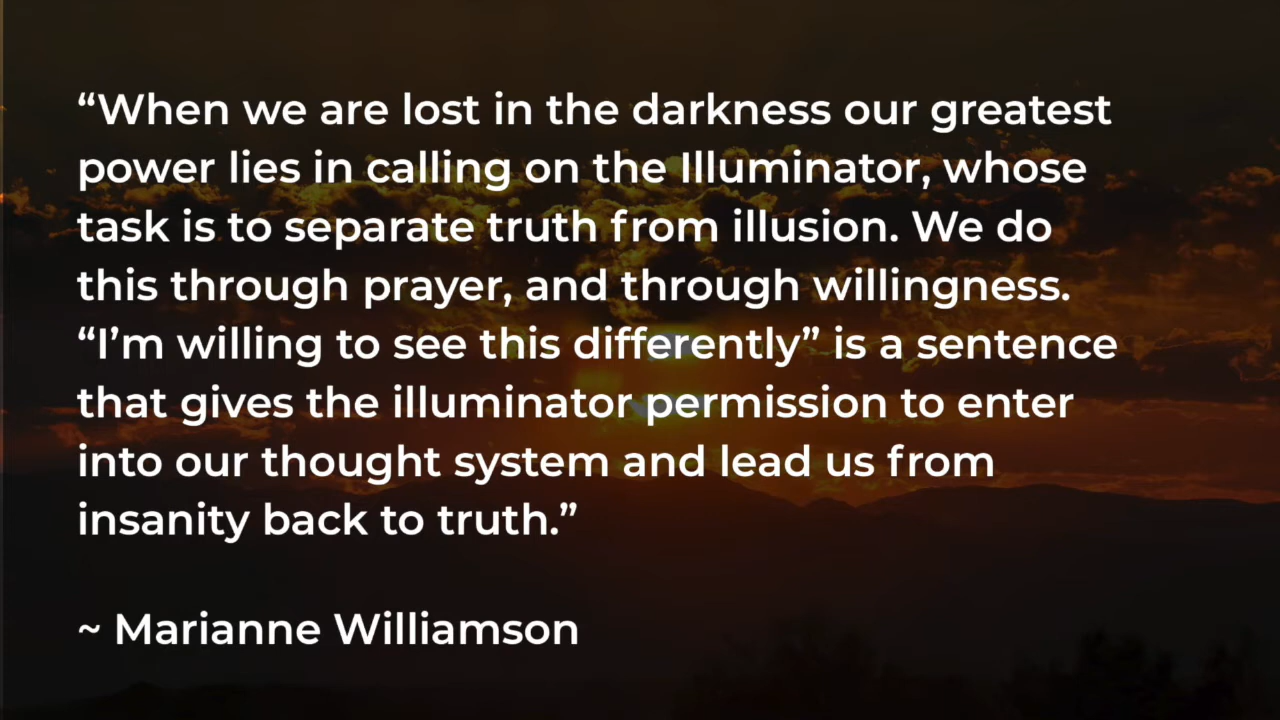 “When we are lost in the darkness our greatest
power lies in calling on the Illuminator, whose
task is to separate truth from illusion. We do
this through prayer, and through willingness.
“I’m willing to see this differently” is a sentence
that gives the illuminator permission to enter
into our thought system and lead us from
insanity back to truth.”
~ Marianne Williamson